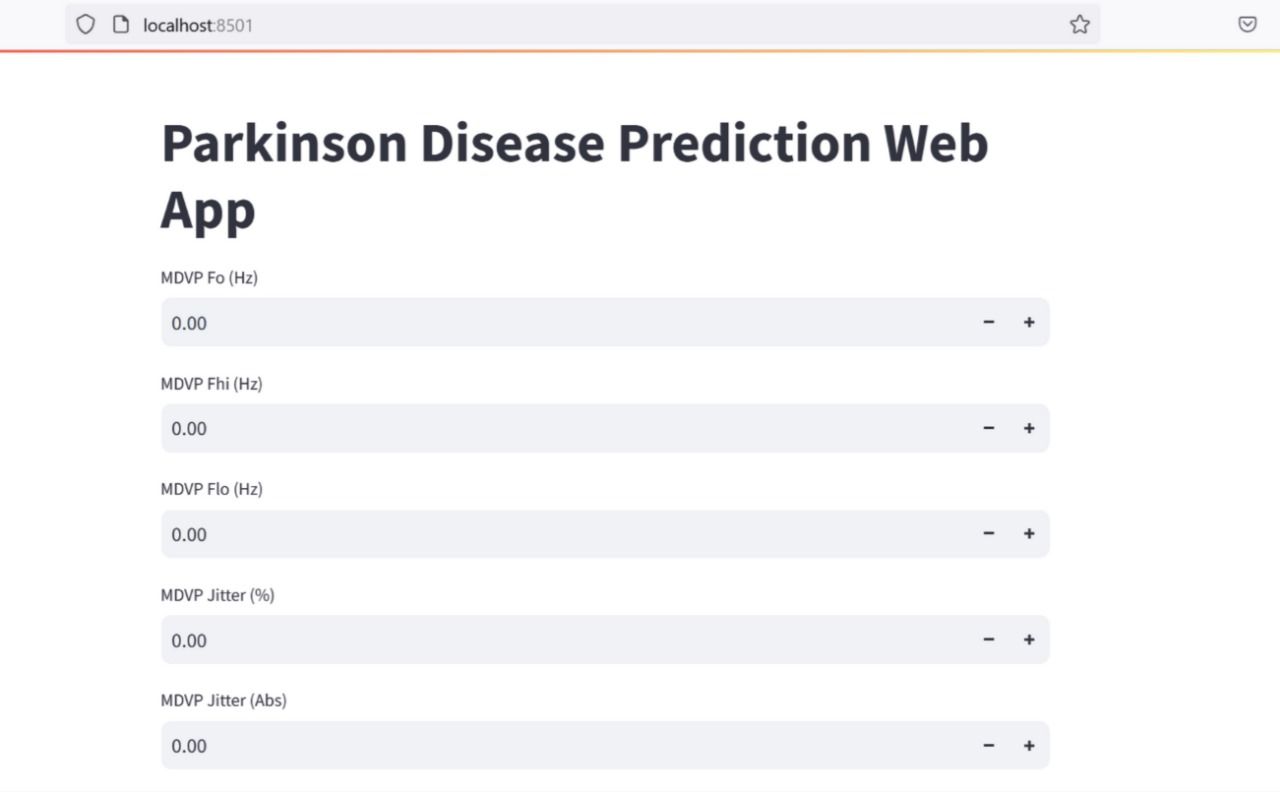 localhost:8501
Parkinson Disease Prediction Web
App
MDVP Fo (Hz)
0.00
MDVP Fhi (Hz)
0.00
MDVP Flo (Hz)
0.00
MDVP Jitter (%)
0.00
MDVP Jitter (Abs)
0.00